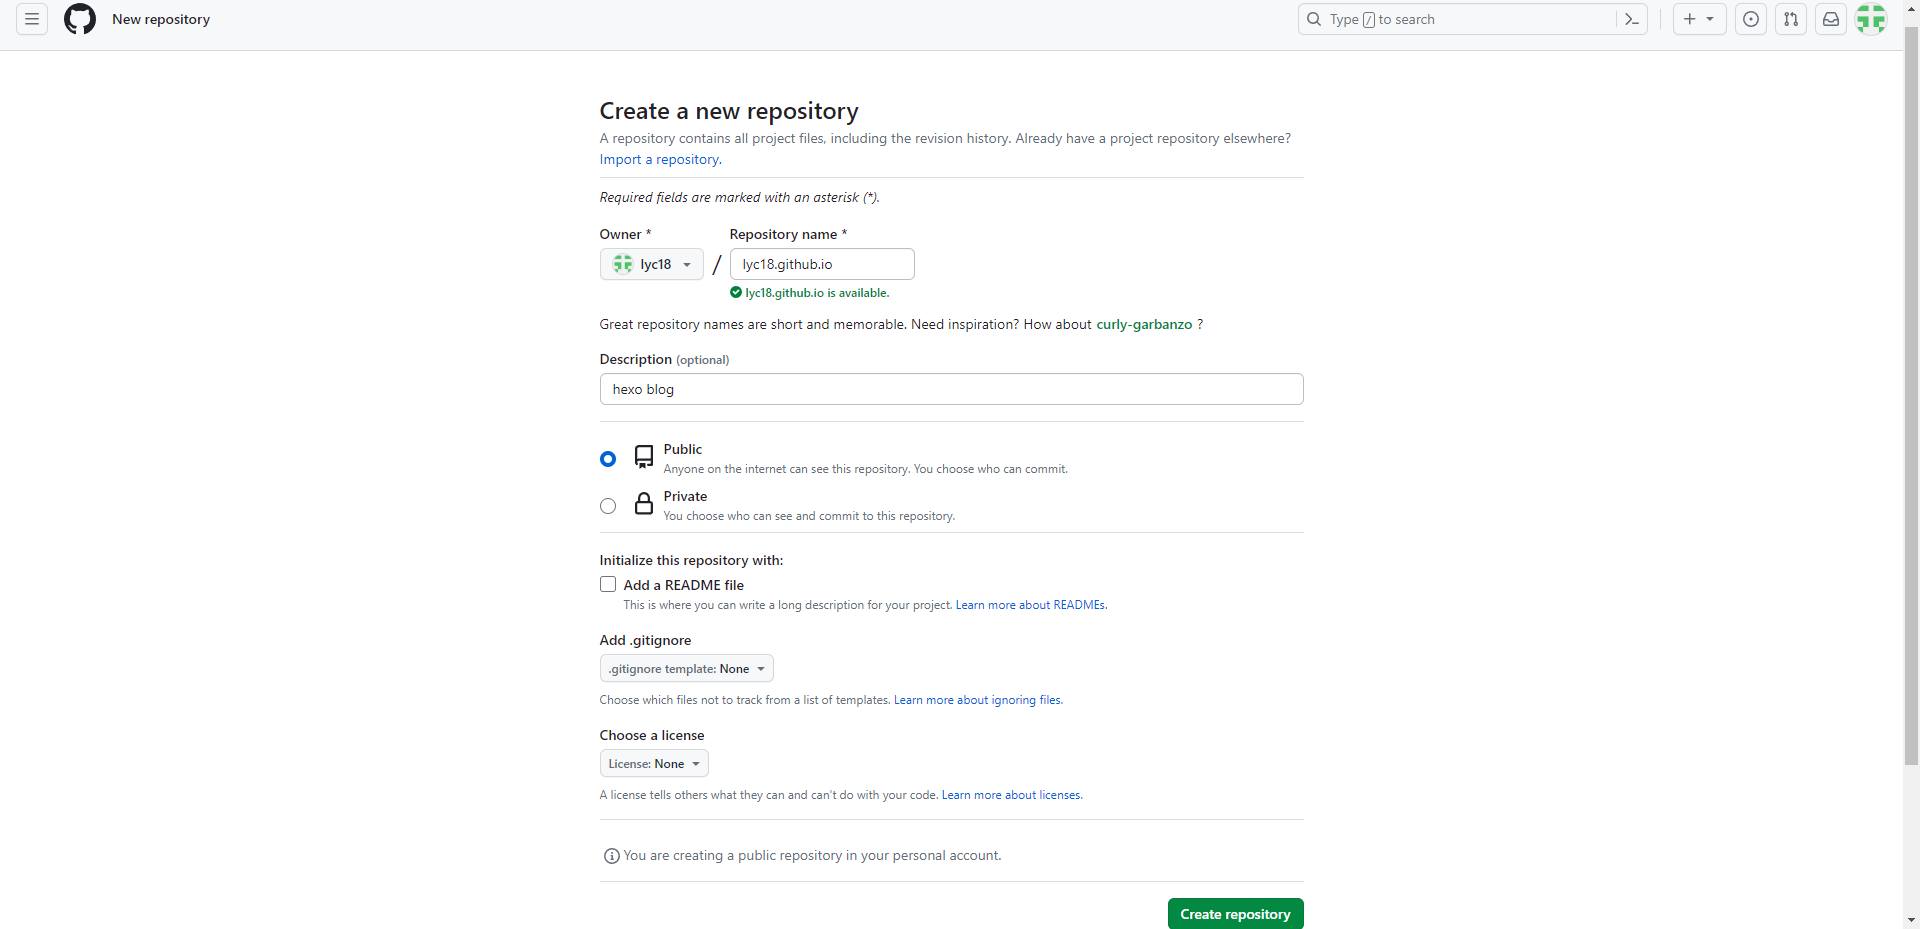 New repository
Type / to search
Create a new repository
A repository contains all project files, including the revision history. Already have a project repository elsewhere?
Import a repository.
Required fields are marked with an asterisk (*).
Owner * Repository name *
lyc18 / lyc18.github.io
lyc18.github.io is available.
Great repository names are short and memorable. Need inspiration? How about curly-garbanzo ?
Description (optional)
hexo blog
Public
Anyone on the internet can see this repository. You choose who can commit.
Private
You choose who can see and commit to this repository.
Initialize this repository with:
Add a README file
This is where you can write a long description for your project. Learn more about READMEs.
Add .gitignore
.gitignore template: None
Choose which files not to track from a list of templates. Learn more about ignoring files.
Choose a license
License: None
A license tells others what they can and can't do with your code. Learn more about licenses.
You are creating a public repository in your personal account.
Create repository